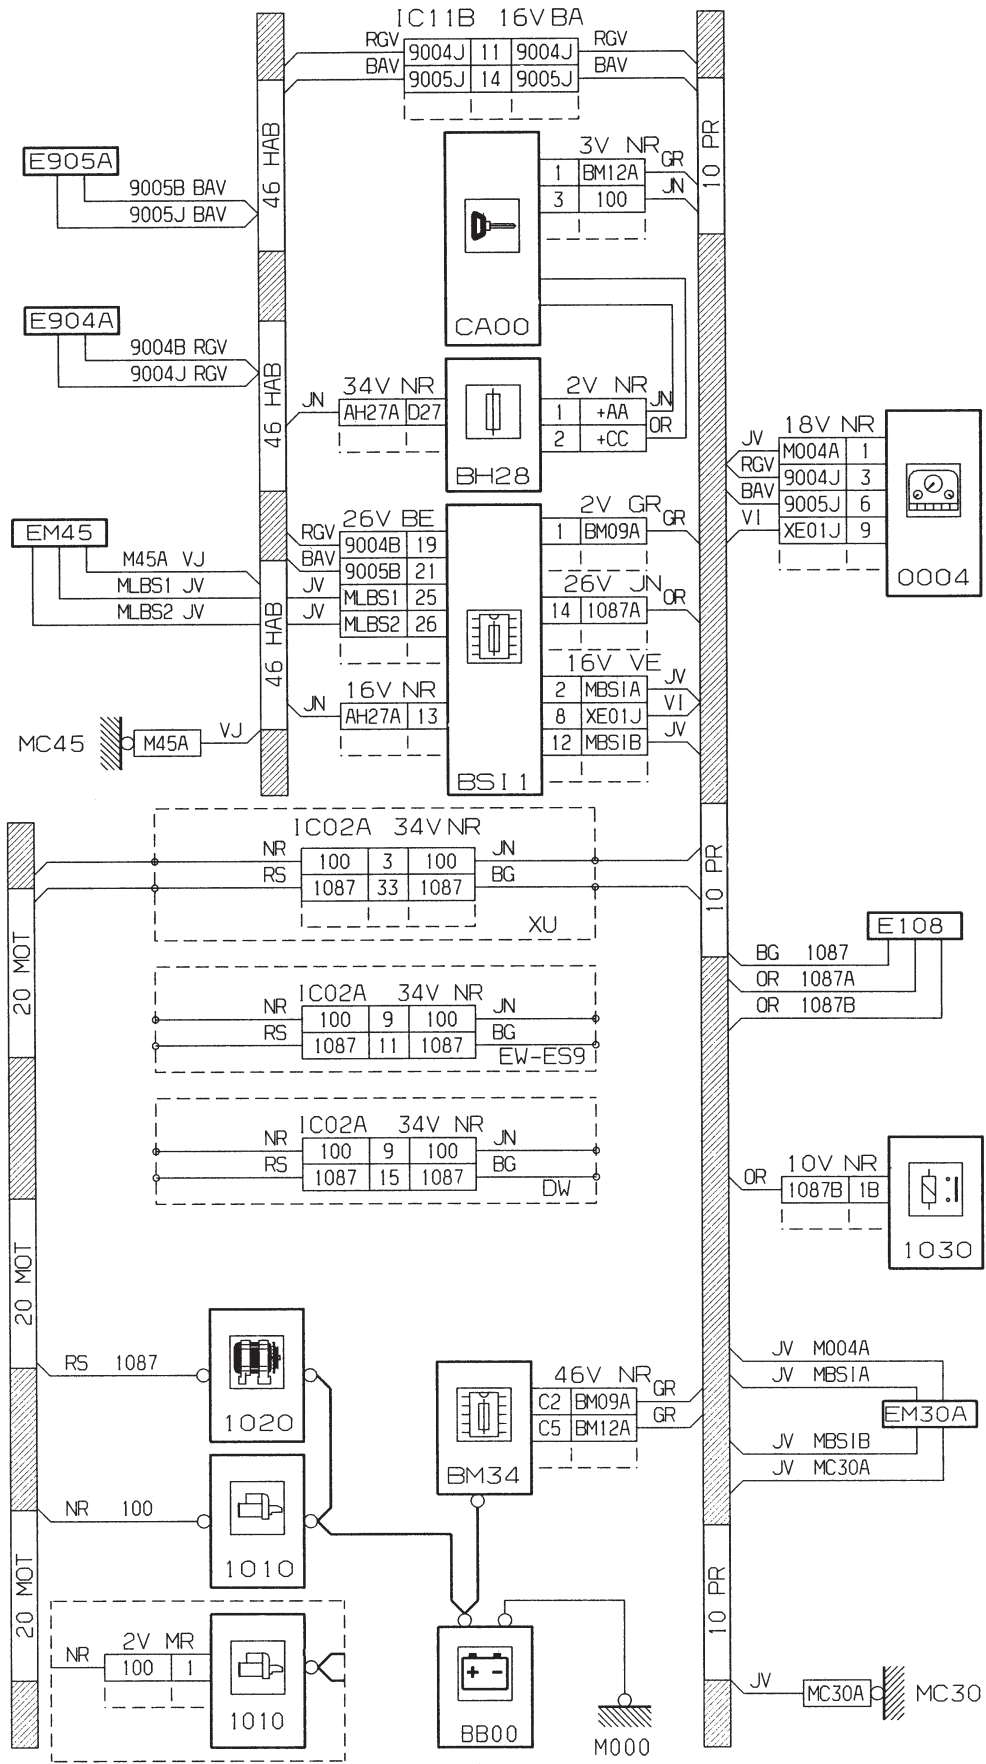 IC11B 16V BA
RGV 9004J 11 9004J RGV
BAV 9005J 14 9005J BAV
46 HAB
10 PR
E905A
9005B BAV
9005J BAV
3V NR
1 BM12A GR
3 100 JN
CA00
E904A
9004B RGV
9004J RGV
46 HAB
34V NR
JN AH27A D27
BH28
2V NR
1 +AA JN
2 +CC OR
18V NR
JV M004A 1
RGV 9004J 3
BAV 9005J 6
VI XE01J 9
0004
EM45
M45A VJ
MLBS1 JV
MLBS2 JV
46 HAB
26V BE
RGV 9004B 19
BAV 9005B 21
JV MLBS1 25
JV MLBS2 26
16V NR
JN AH27A 13
BSI1
2V GR
1 BM09A GR
26V JN
14 1087A OR
16V VE
2 MBSIA JV
8 XE01J VI
12 MBSIB JV
MC45 M45A VJ
IC02A 34V NR
NR 100 3 100 JN
RS 1087 33 1087 BG
XU
10 PR
20 MOT
E108
BG 1087
OR 1087A
OR 1087B
IC02A 34V NR
NR 100 9 100 JN
RS 1087 11 1087 BG
EW-ES9
IC02A 34V NR
NR 100 9 100 JN
RS 1087 15 1087 BG
DW
10V NR
OR 1087B 1B
1030
20 MOT
RS 1087
1020
46V NR
C2 BM09A GR
C5 BM12A GR
BM34
JV M004A
JV MBSIA
EM30A
JV MBSIB
JV MC30A
NR 100
1010
20 MOT
10 PR
2V MR
NR 100 1
1010
+ -
BB00
M000
JV MC30A MC30